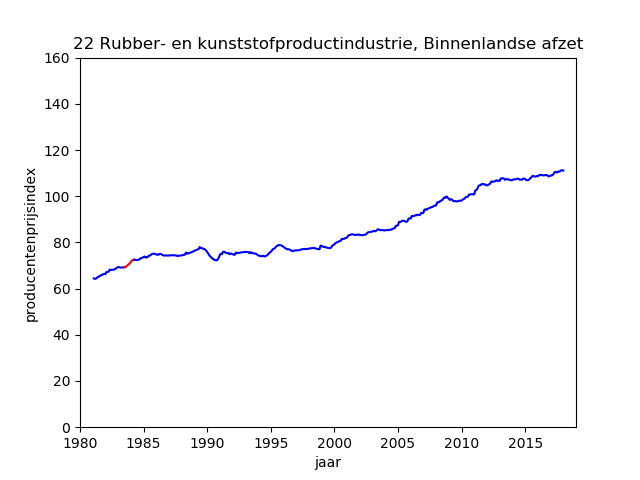 22 Rubber- en kunststofproductindustrie, Binnenlandse afzet
160
140
120
100
80
60
40
20
0
producentenprijsindex
1980 1985 1990 1995 2000 2005 2010 2015
jaar